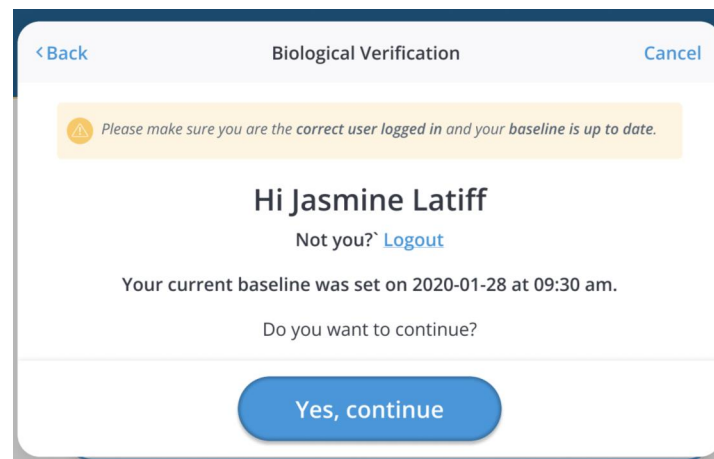 <Back Biological Verification Cancel
Please make sure you are the correct user logged in and your baseline is up to date.
Hi Jasmine Latiff
Not you?` Logout
Your current baseline was set on 2020-01-28 at 09:30 am.
Do you want to continue?
Yes, continue